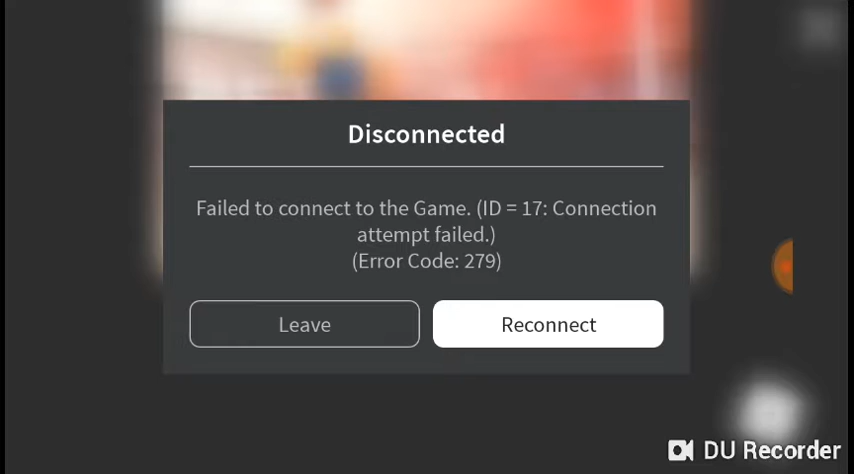 Disconnected
Failed to connect to the Game. (ID = 17: Connection
attempt failed.)
(Error Code: 279)
Leave
Reconnect
DU Recorder